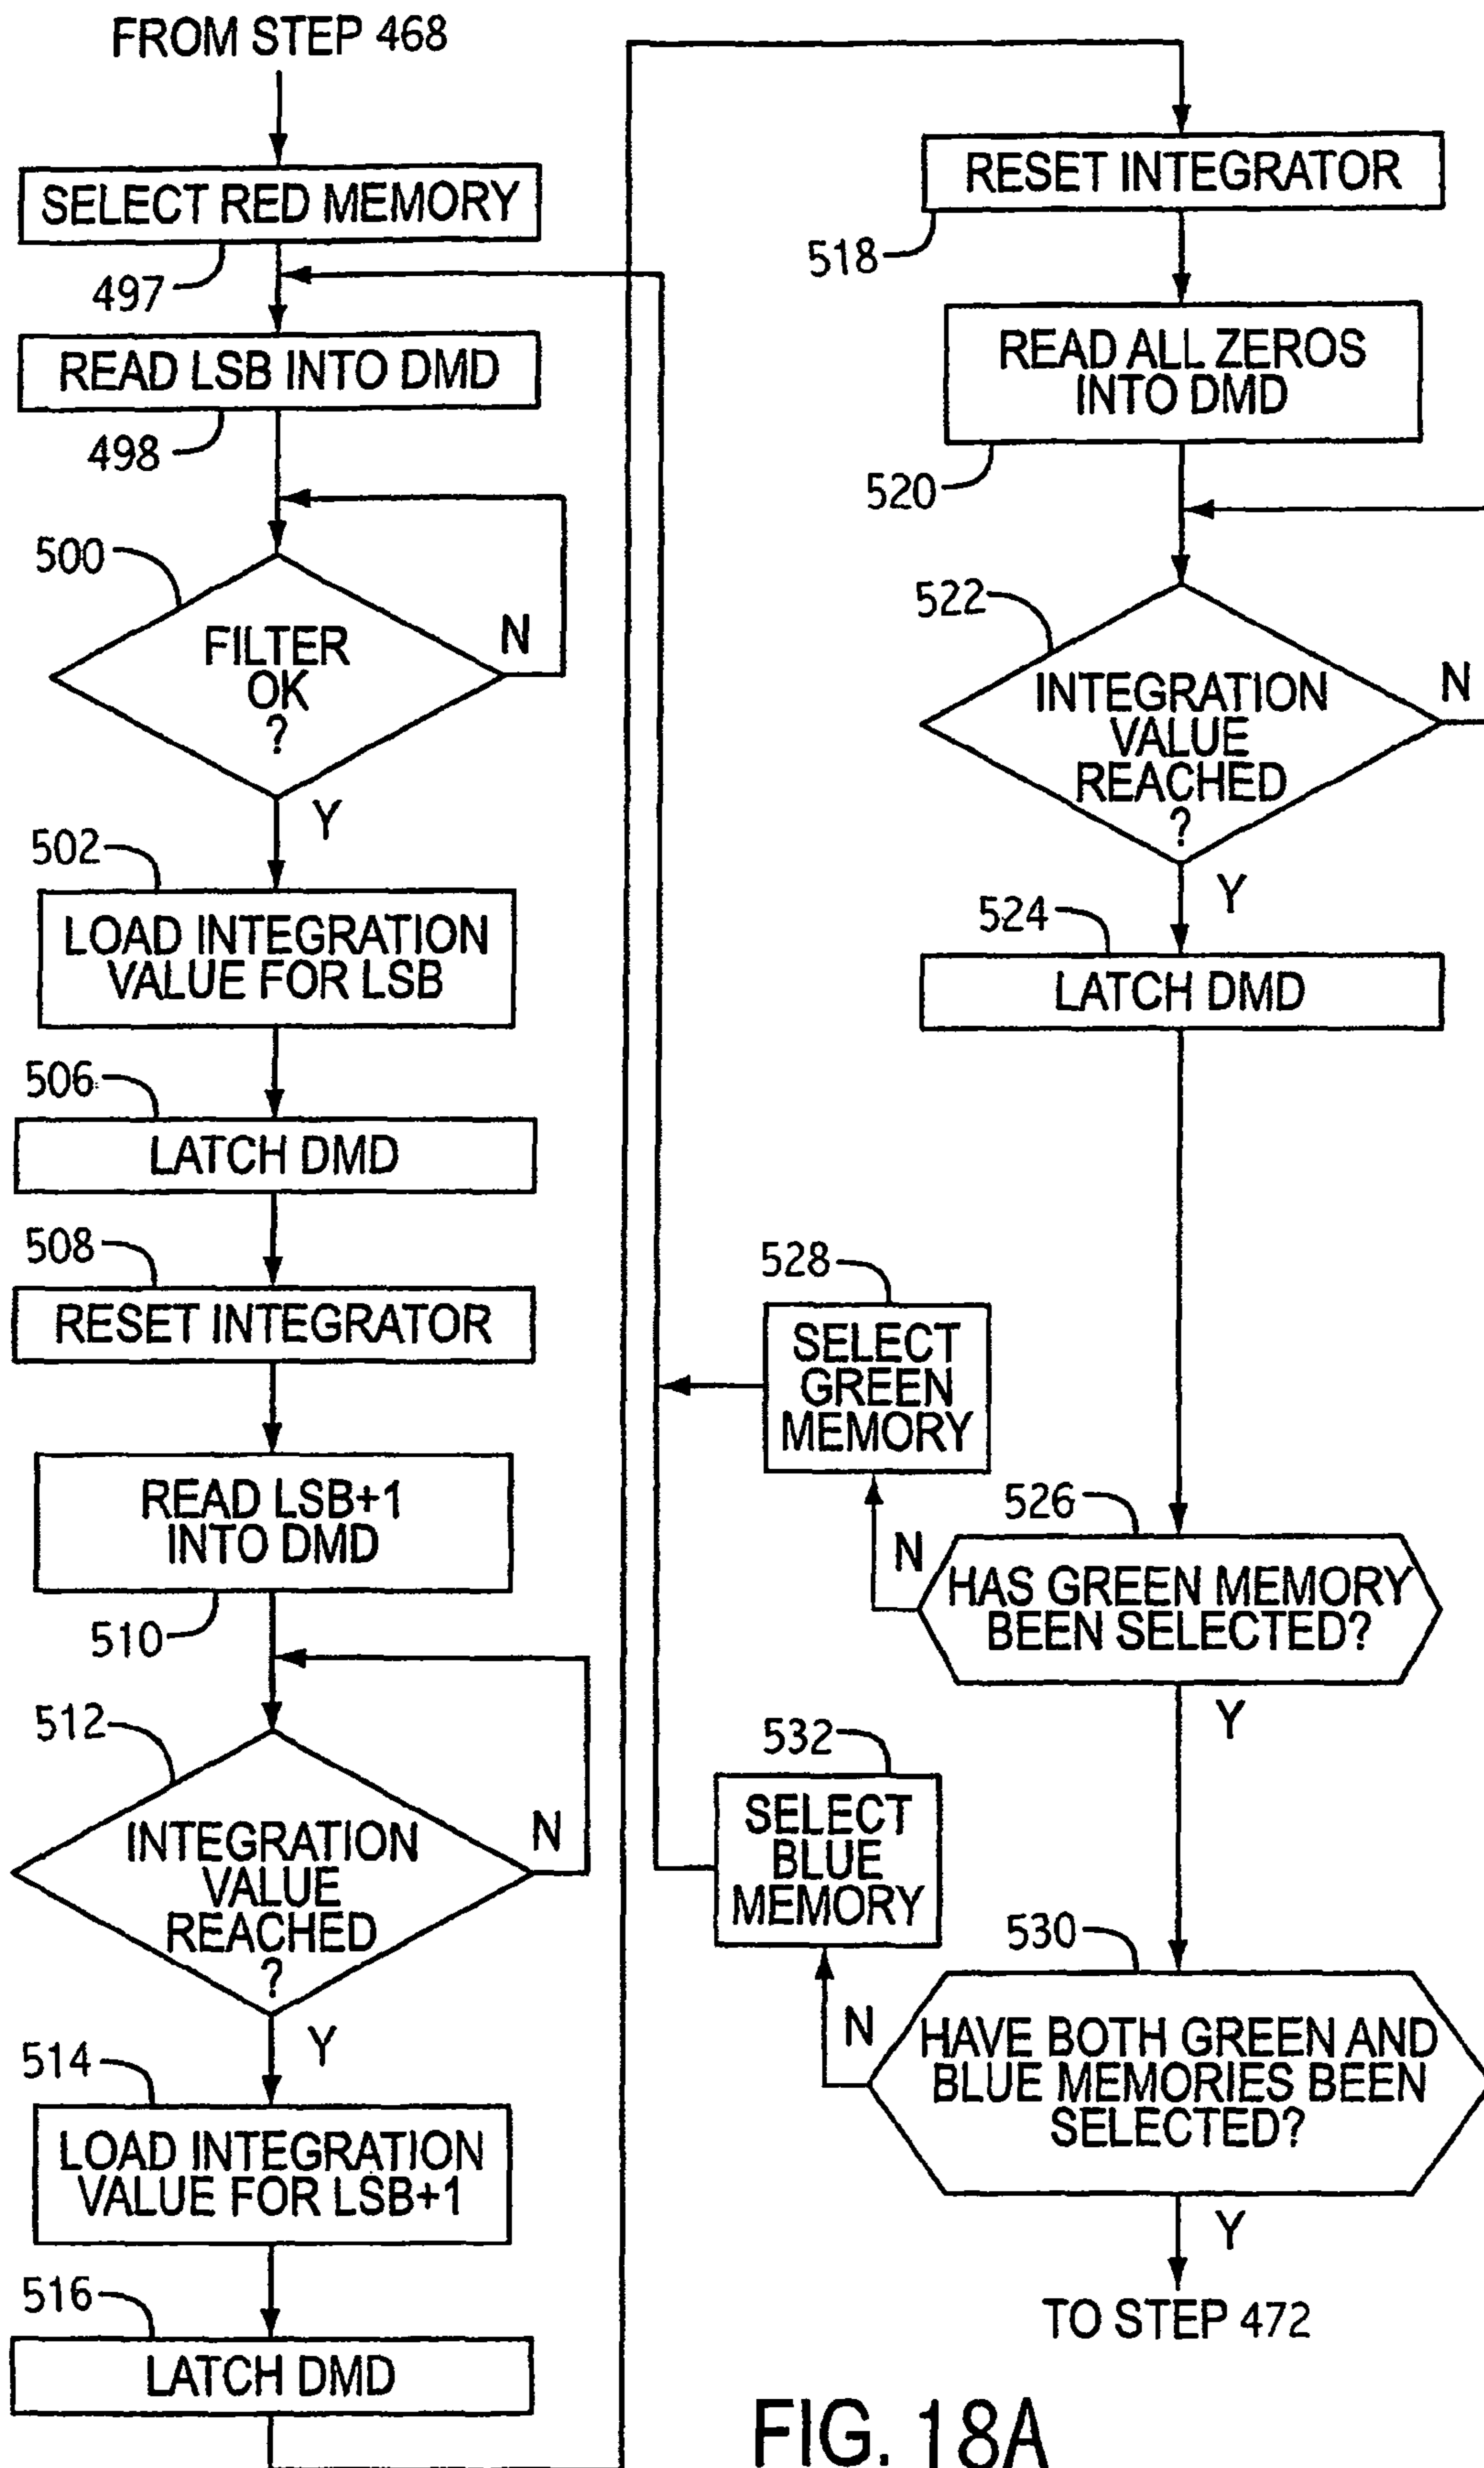 FROM STEP 468
SELECT RED MEMORY
497
READ LSB INTO DMD
498
500
FILTER
OK
?
N
Y
502
LOAD INTEGRATION
VALUE FOR LSB
506
LATCH DMD
508
RESET INTEGRATOR
READ LSB+1
INTO DMD
510
512
INTEGRATION
VALUE
REACHED
?
N
Y
514
LOAD INTEGRATION
VALUE FOR LSB+1
516
LATCH DMD
RESET INTEGRATOR
518
READ ALL ZEROS
INTO DMD
520
522
INTEGRATION
VALUE
REACHED
?
N
Y
524
LATCH DMD
528
SELECT
GREEN
MEMORY
526
N
HAS GREEN MEMORY
BEEN SELECTED?
Y
532
SELECT
BLUE
MEMORY
530
N
HAVE BOTH GREEN AND
BLUE MEMORIES BEEN
SELECTED?
Y
TO STEP 472
FIG. 18A